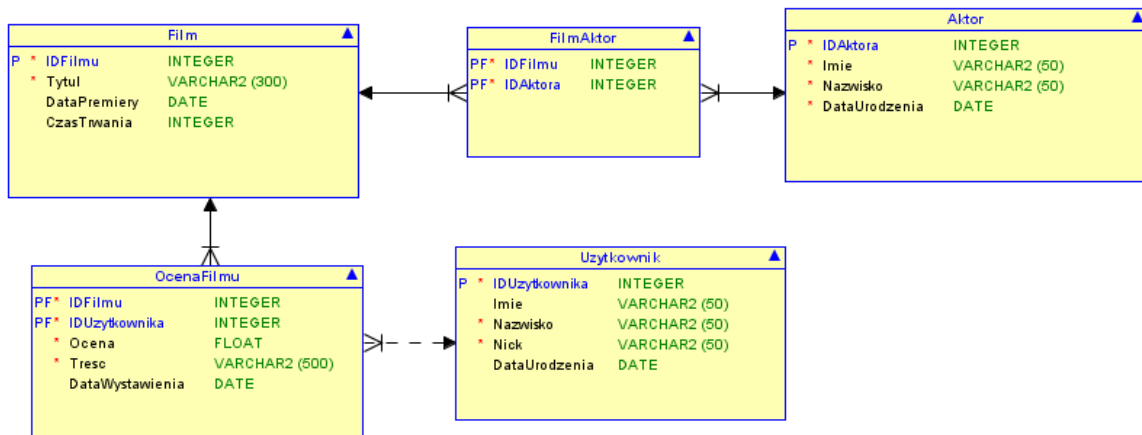 Film
P * IDFilmu INTEGER
* Tytul VARCHAR2 (300)
DataPremiery DATE
CzasTrwania INTEGER
FilmAktor
PF* IDFilmu INTEGER
PF* IDAktora INTEGER
Aktor
P * IDAktora INTEGER
* Imie VARCHAR2 (50)
* Nazwisko VARCHAR2 (50)
* DataUrodzenia DATE
OcenaFilmu
PF* IDFilmu INTEGER
PF* IDUzytkownika INTEGER
* Ocena FLOAT
* Tresc VARCHAR2 (500)
DataWystawienia DATE
Uzytkownik
P * IDUzytkownika INTEGER
Imie VARCHAR2 (50)
* Nazwisko VARCHAR2 (50)
* Nick VARCHAR2 (50)
DataUrodzenia DATE